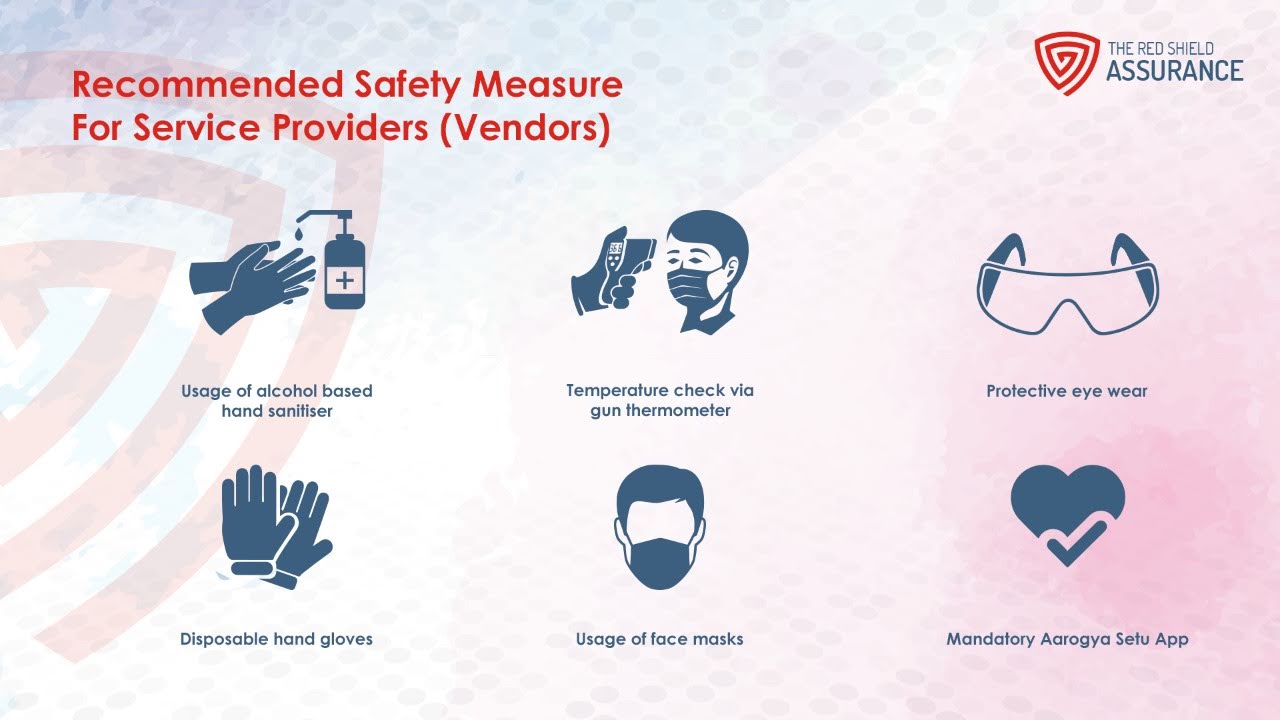 THE RED SHIELD
ASSURANCE
Recommended Safety Measure
For Service Providers (Vendors)
Usage of alcohol based
hand sanitiser
Temperature check via
gun thermometer
Protective eye wear
Disposable hand gloves
Usage of face masks
Mandatory Aarogya Setu App